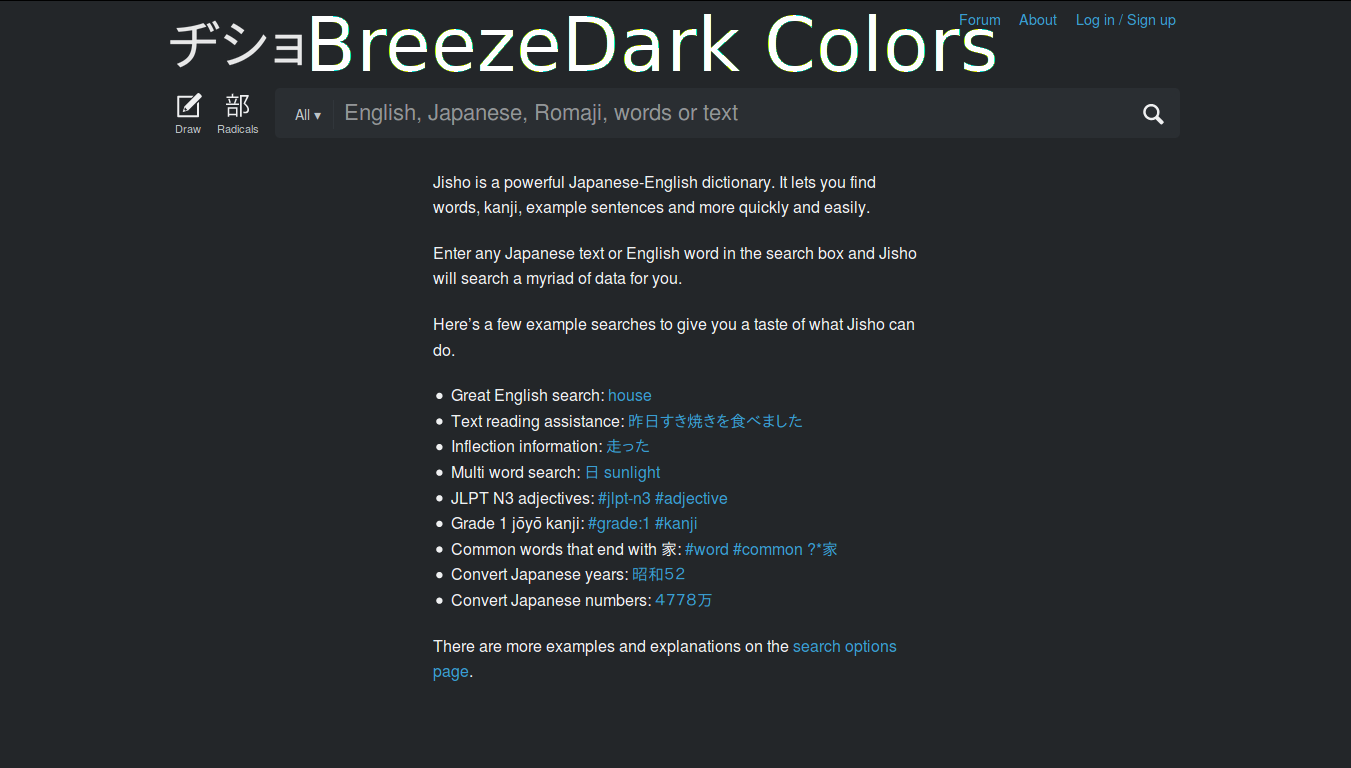 ヂショBreezeDark Colors
Forum About Log in / Sign up
Draw 部 Radicals All ▾ English, Japanese, Romaji, words or text
Jisho is a powerful Japanese-English dictionary. It lets you find
words, kanji, example sentences and more quickly and easily.
Enter any Japanese text or English word in the search box and Jisho
will search a myriad of data for you.
Here’s a few example searches to give you a taste of what Jisho can
do.
• Great English search: house
• Text reading assistance: 昨日すき焼きを食べました
• Inflection information: 走った
• Multi word search: 日 sunlight
• JLPT N3 adjectives: #jlpt-n3 #adjective
• Grade 1 jōyō kanji: #grade:1 #kanji
• Common words that end with 家: #word #common ?*家
• Convert Japanese years: 昭和52
• Convert Japanese numbers: 4778万
There are more examples and explanations on the search options
page.